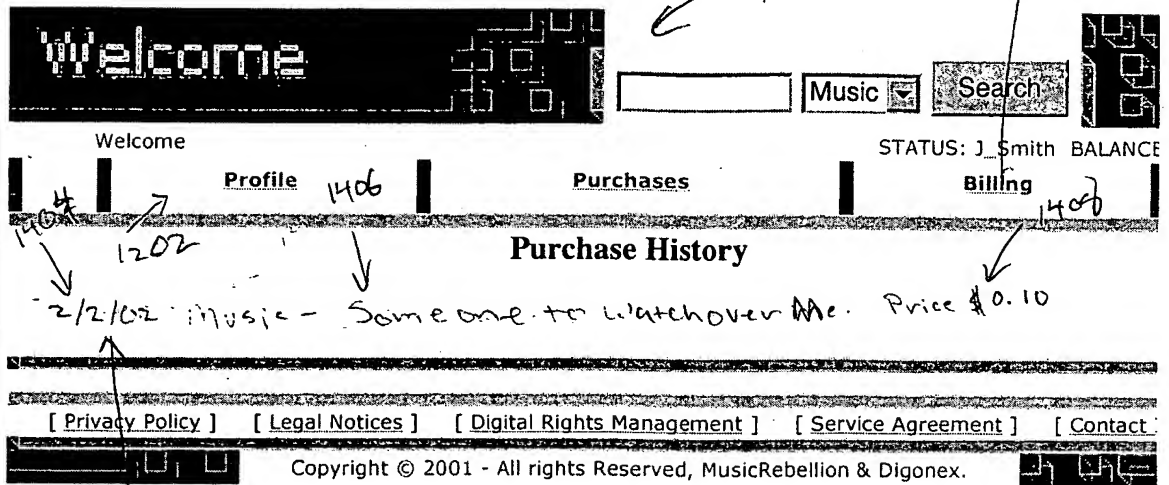 Welcome
Music Search
Welcome STATUS: J_Smith BALANCE
Profile 1406 Purchases Billing
1404 1202 1408
Purchase History
2/2/02 music - Someone to Watchover Me. Price $0.10
[ Privacy Policy ] [ Legal Notices ] [ Digital Rights Management ] [ Service Agreement ] [ Contact
Copyright © 2001 - All rights Reserved, MusicRebellion & Digonex.